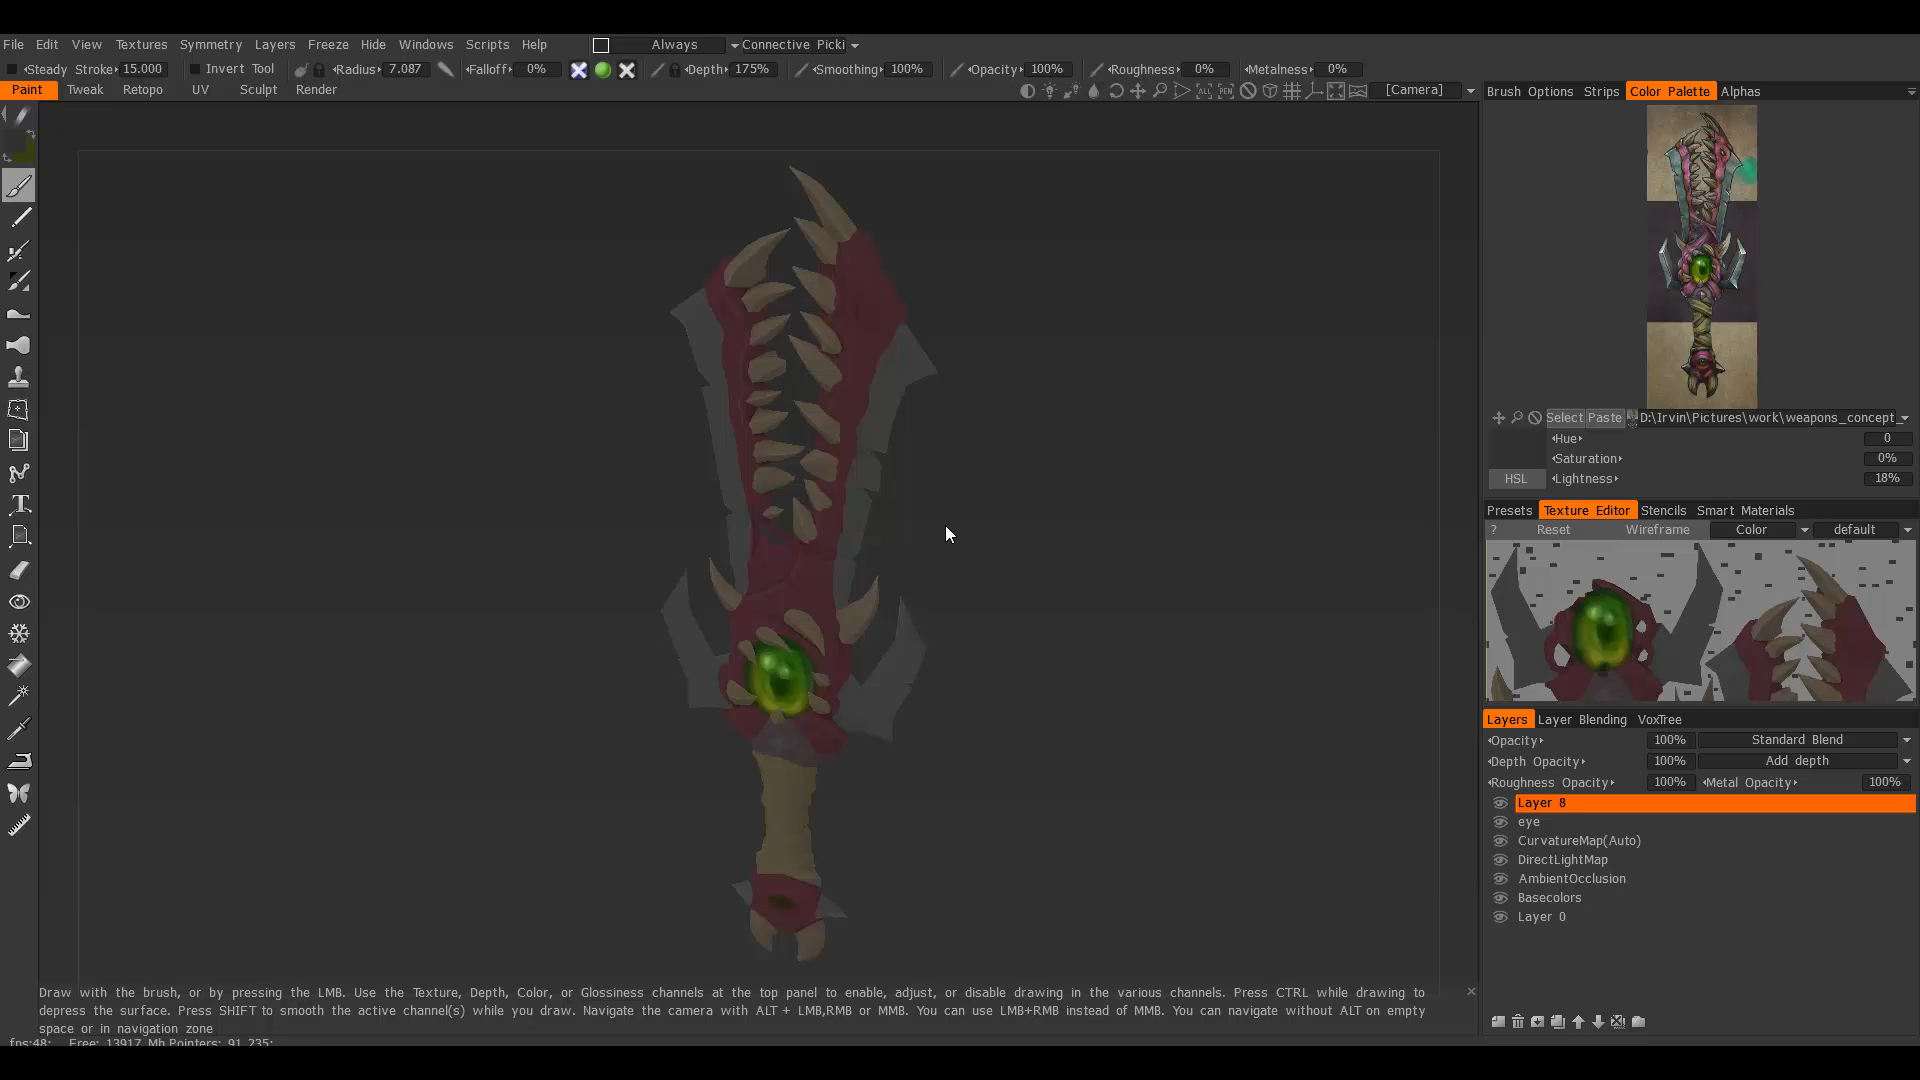 File Edit View Textures Symmetry Layers Freeze Hide Windows Scripts Help Always Connective Picki
Steady Stroke 15.000 Invert Tool Radius 7.087 Falloff 0% Depth 175% Smoothing 100% Opacity 100% Roughness 0% Metalness 0%
Paint Tweak Retopo UV Sculpt Render [Camera]
Brush Options Strips Color Palette Alphas
Select Paste D:\Irvin\Pictures\work\weapons_concept_
Hue 0
Saturation 0%
HSL Lightness 18%
Presets Texture Editor Stencils Smart Materials
? Reset Wireframe Color default
Layers Layer Blending VoxTree
Opacity 100% Standard Blend
Depth Opacity 100% Add depth
Roughness Opacity 100% Metal Opacity 100%
Layer 8
eye
CurvatureMap(Auto)
DirectLightMap
AmbientOcclusion
Basecolors
Layer 0
Draw with the brush, or by pressing the LMB. Use the Texture, Depth, Color, or Glossiness channels at the top panel to enable, adjust, or disable drawing in the various channels. Press CTRL while drawing to
depress the surface. Press SHIFT to smooth the active channel(s) while you draw. Navigate the camera with ALT + LMB,RMB or MMB. You can use LMB+RMB instead of MMB. You can navigate without ALT on empty
space or in navigation zone
fps:48; Free: 13917 Mb Pointers: 91,235;